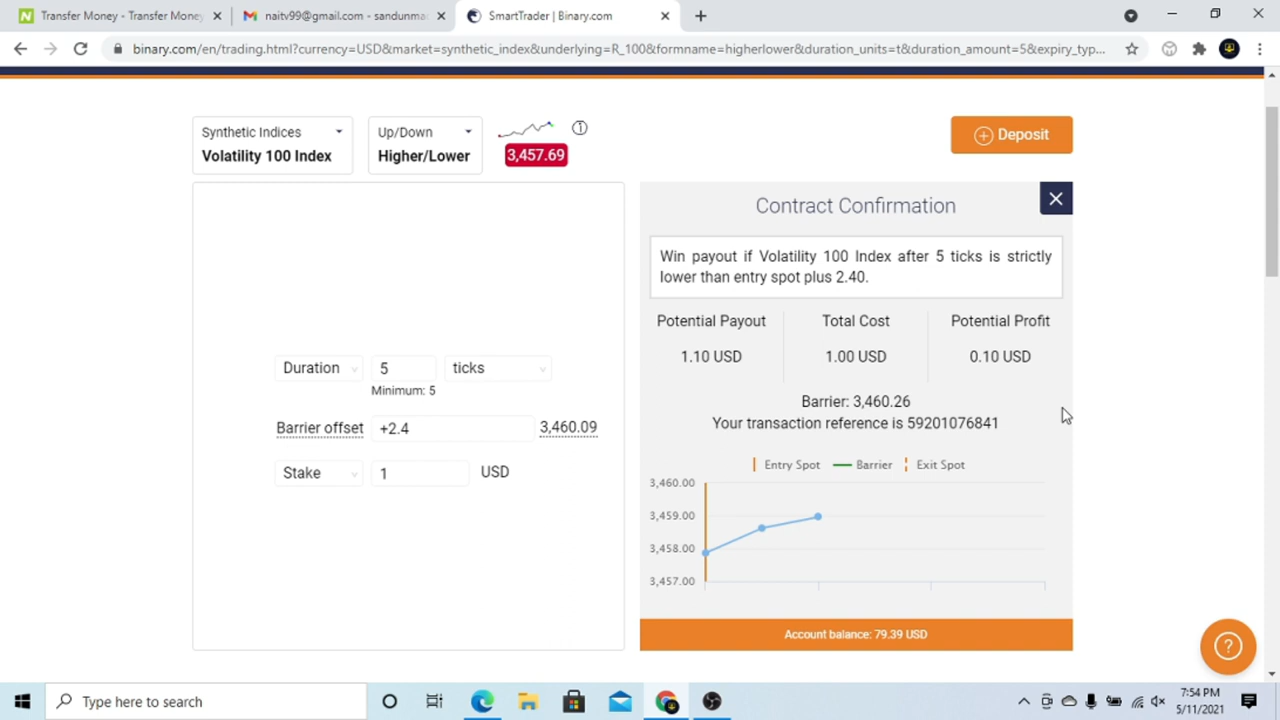 Transfer Money - Transfer Money
naitv99@gmail.com - sandunma
SmartTrader | Binary.com
binary.com/en/trading.html?currency=USD&market=synthetic_index&underlying=R_100&formname=higherlower&duration_units=t&duration_amount=5&expiry_typ...
Synthetic Indices
Volatility 100 Index
Up/Down
Higher/Lower
3,457.69
Deposit
Contract Confirmation
Win payout if Volatility 100 Index after 5 ticks is strictly
lower than entry spot plus 2.40.
Potential Payout Total Cost Potential Profit
1.10 USD 1.00 USD 0.10 USD
Duration 5 ticks
Minimum: 5
Barrier offset +2.4 3,460.09
Stake 1 USD
Barrier: 3,460.26
Your transaction reference is 59201076841
Entry Spot Barrier Exit Spot
3,460.00
3,459.00
3,458.00
3,457.00
Account balance: 79.39 USD
Type here to search
7:54 PM
5/11/2021